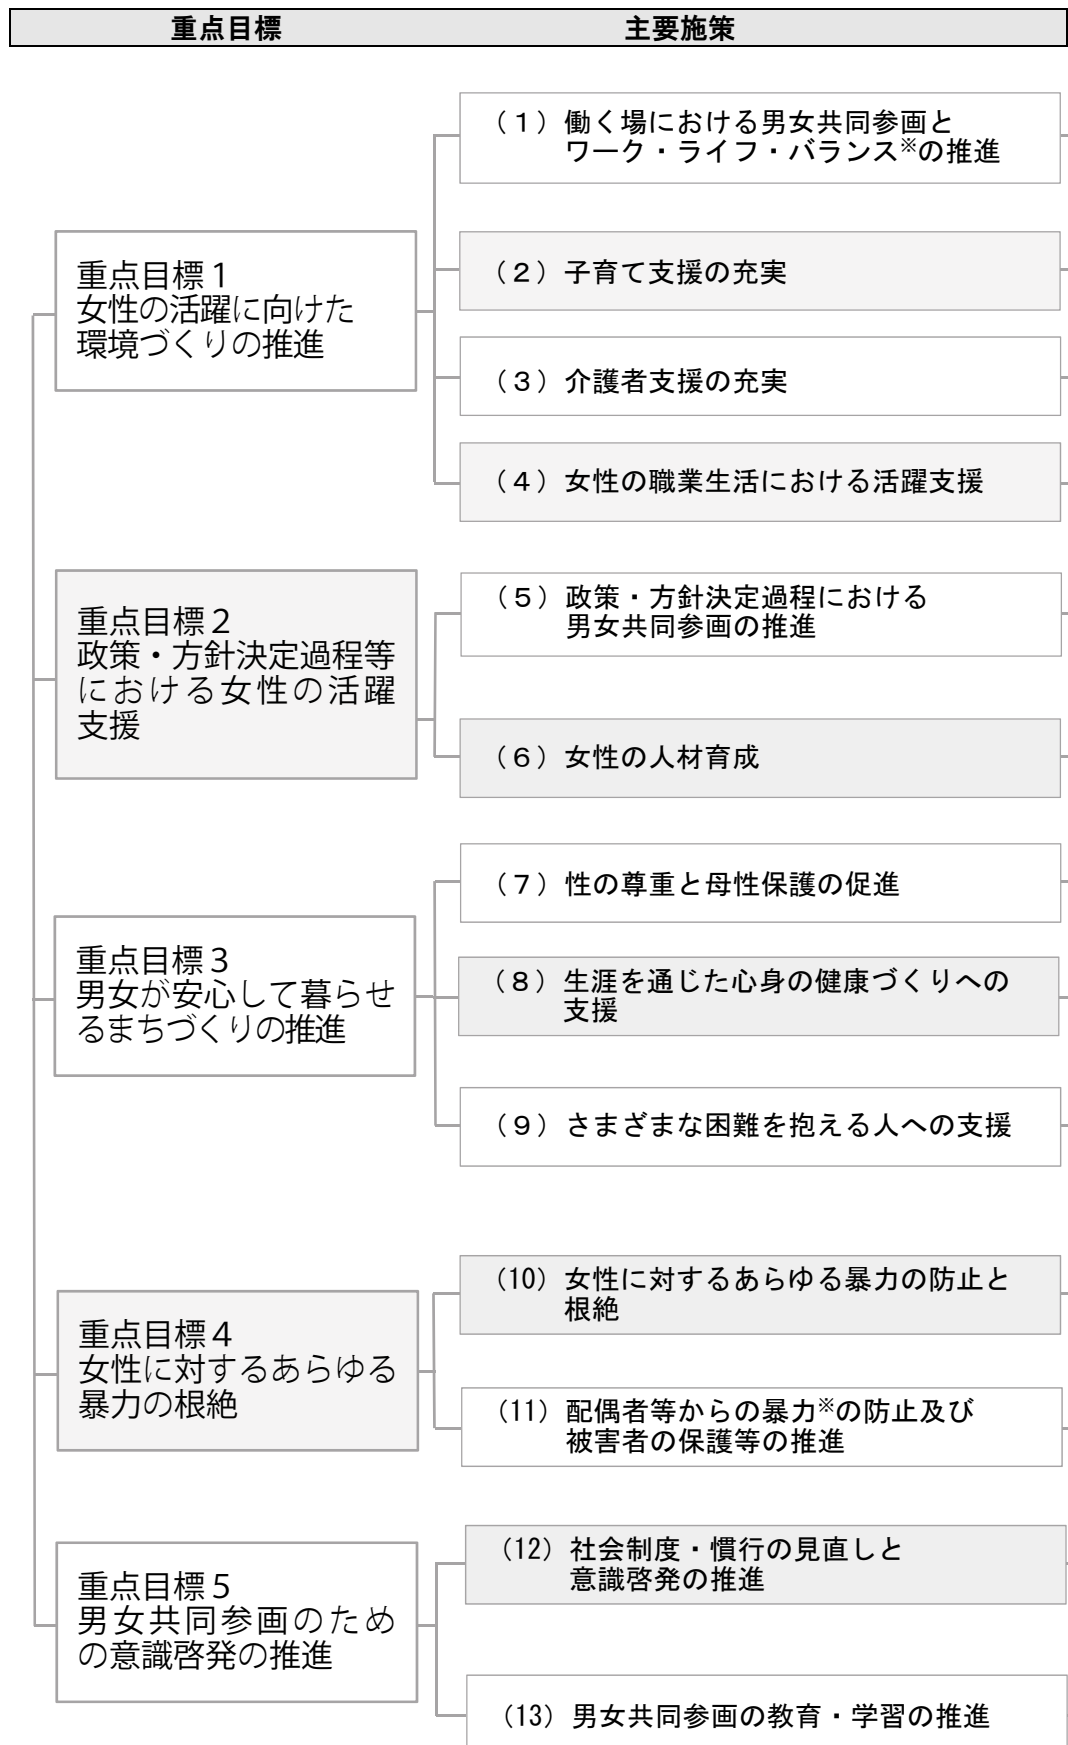 重点目標 主要施策
重点目標1
女性の活躍に向けた
環境づくりの推進
(1)働く場における男女共同参画と
ワーク・ライフ・バランス※の推進
(2)子育て支援の充実
(3)介護者支援の充実
(4)女性の職業生活における活躍支援
重点目標2
政策・方針決定過程等
における女性の活躍
支援
(5)政策・方針決定過程における
男女共同参画の推進
(6)女性の人材育成
重点目標3
男女が安心して暮らせ
るまちづくりの推進
(7)性の尊重と母性保護の促進
(8)生涯を通じた心身の健康づくりへの
支援
(9)さまざまな困難を抱える人への支援
重点目標4
女性に対するあらゆる
暴力の根絶
(10)女性に対するあらゆる暴力の防止と
根絶
(11)配偶者等からの暴力※の防止及び
被害者の保護等の推進
重点目標5
男女共同参画のため
の意識啓発の推進
(12)社会制度・慣行の見直しと
意識啓発の推進
(13)男女共同参画の教育・学習の推進